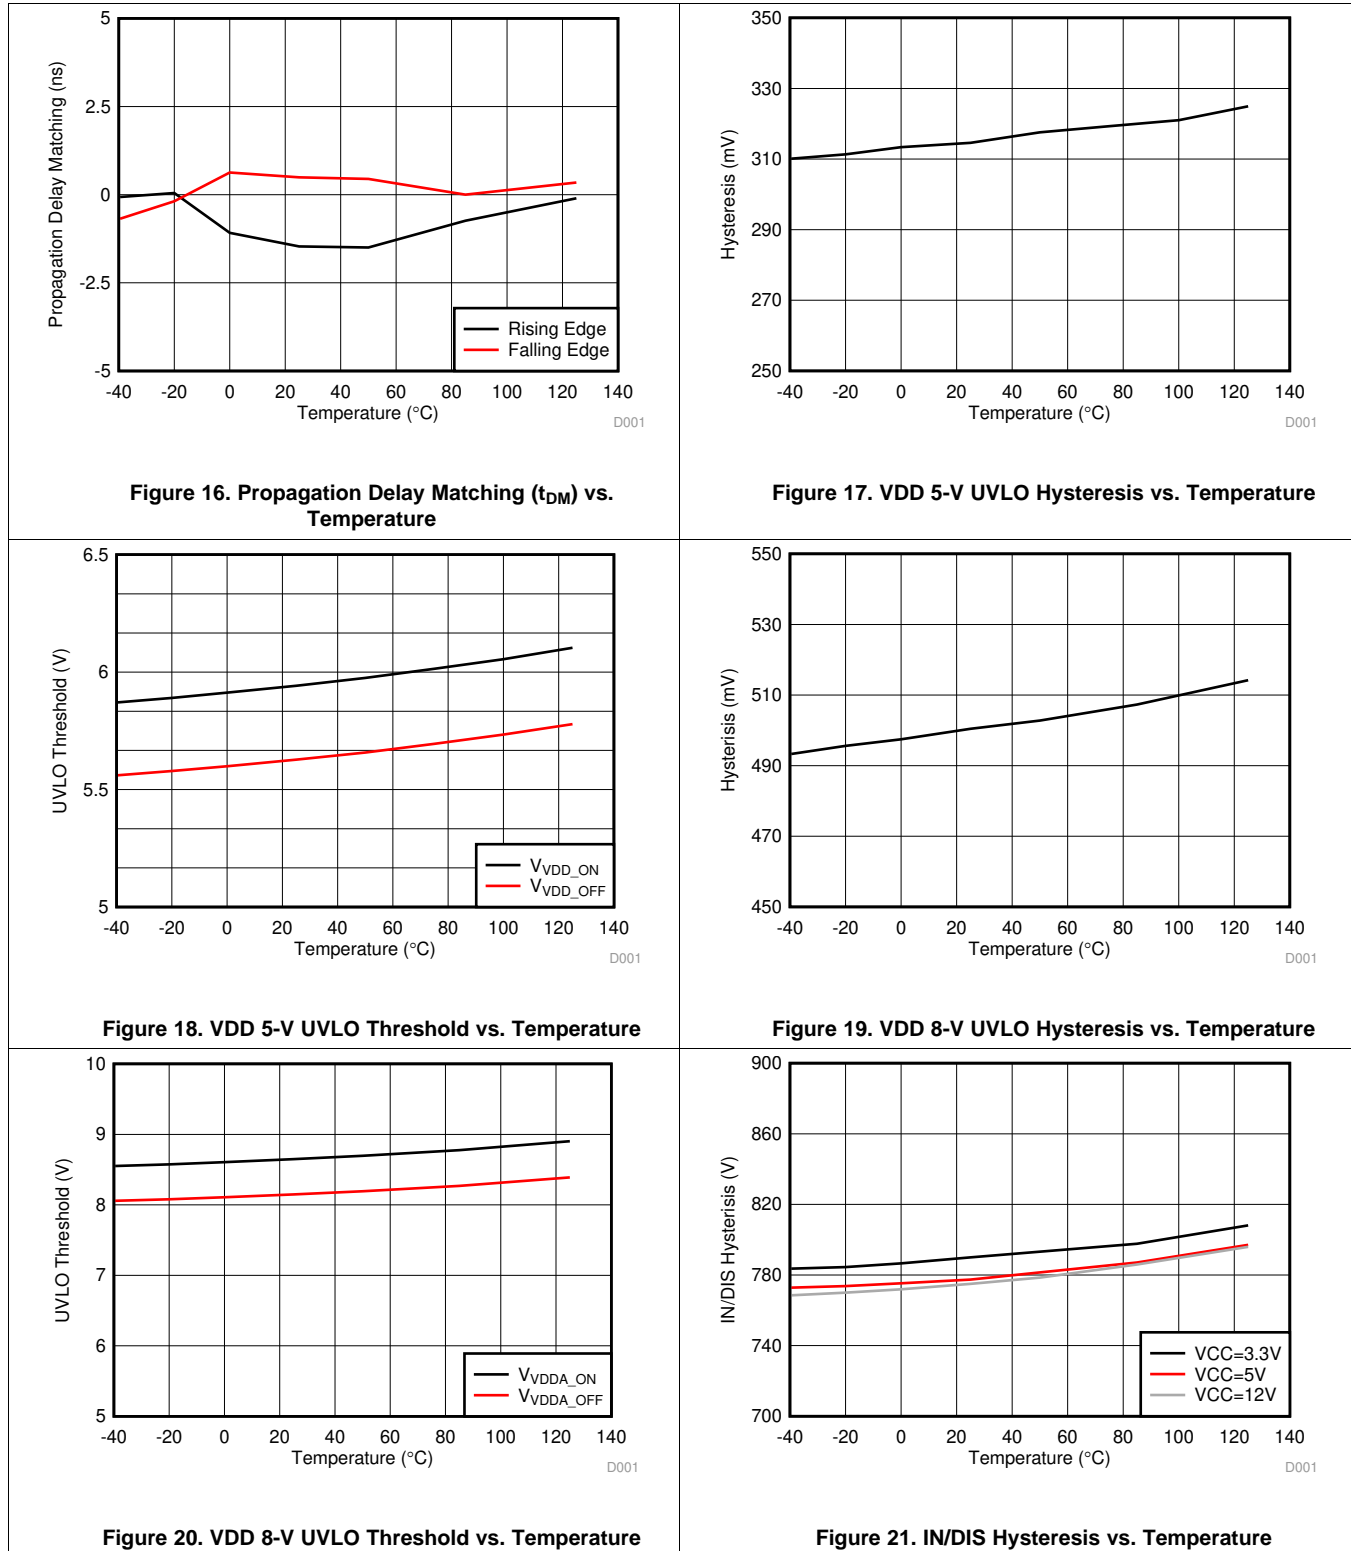 5
2.5
0
-2.5
-5
Propagation Delay Matching (ns)
Rising Edge
Falling Edge
-40 -20 0 20 40 60 80 100 120 140
Temperature (°C)
D001
Figure 16. Propagation Delay Matching (tDM) vs.
Temperature
350
330
310
290
270
250
Hysteresis (mV)
-40 -20 0 20 40 60 80 100 120 140
Temperature (°C)
D001
Figure 17. VDD 5-V UVLO Hysteresis vs. Temperature
6.5
6
5.5
5
UVLO Threshold (V)
VVDD_ON
VVDD_OFF
-40 -20 0 20 40 60 80 100 120 140
Temperature (°C)
D001
Figure 18. VDD 5-V UVLO Threshold vs. Temperature
550
530
510
490
470
450
Hysterisis (mV)
-40 -20 0 20 40 60 80 100 120 140
Temperature (°C)
D001
Figure 19. VDD 8-V UVLO Hysteresis vs. Temperature
10
9
8
7
6
5
UVLO Threshold (V)
VVDDA_ON
VVDDA_OFF
-40 -20 0 20 40 60 80 100 120 140
Temperature (°C)
D001
Figure 20. VDD 8-V UVLO Threshold vs. Temperature
900
860
820
780
740
700
IN/DIS Hysterisis (V)
VCC=3.3V
VCC=5V
VCC=12V
-40 -20 0 20 40 60 80 100 120 140
Temperature (°C)
D001
Figure 21. IN/DIS Hysteresis vs. Temperature